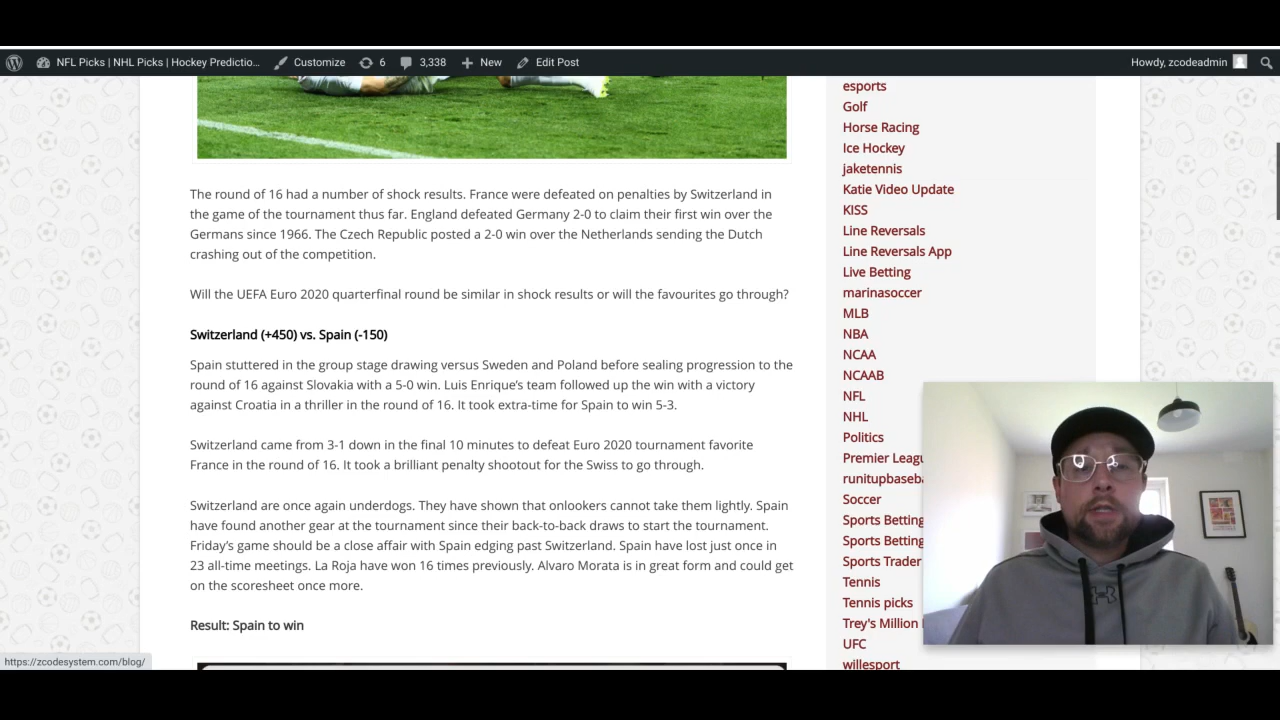 NFL Picks | NHL Picks | Hockey Predictio...
Customize
6
3,338
New
Edit Post
Howdy, zcodeadmin
The round of 16 had a number of shock results. France were defeated on penalties by Switzerland in
the game of the tournament thus far. England defeated Germany 2-0 to claim their first win over the
Germans since 1966. The Czech Republic posted a 2-0 win over the Netherlands sending the Dutch
crashing out of the competition.
Will the UEFA Euro 2020 quarterfinal round be similar in shock results or will the favourites go through?
Switzerland (+450) vs. Spain (-150)
Spain stuttered in the group stage drawing versus Sweden and Poland before sealing progression to the
round of 16 against Slovakia with a 5-0 win. Luis Enrique's team followed up the win with a victory
against Croatia in a thriller in the round of 16. It took extra-time for Spain to win 5-3.
Switzerland came from 3-1 down in the final 10 minutes to defeat Euro 2020 tournament favorite
France in the round of 16. It took a brilliant penalty shootout for the Swiss to go through.
Switzerland are once again underdogs. They have shown that onlookers cannot take them lightly. Spain
have found another gear at the tournament since their back-to-back draws to start the tournament.
Friday's game should be a close affair with Spain edging past Switzerland. Spain have lost just once in
23 all-time meetings. La Roja have won 16 times previously. Alvaro Morata is in great form and could get
on the scoresheet once more.
Result: Spain to win
esports
Golf
Horse Racing
Ice Hockey
jaketennis
Katie Video Update
KISS
Line Reversals
Line Reversals App
Live Betting
marinasoccer
MLB
NBA
NCAA
NCAAB
NFL
NHL
Politics
Premier Leagu
runitupbaseba
Soccer
Sports Betting
Sports Betting
Sports Trader
Tennis
Tennis picks
Trey's Million
UFC
willesport
https://zcodesystem.com/blog/